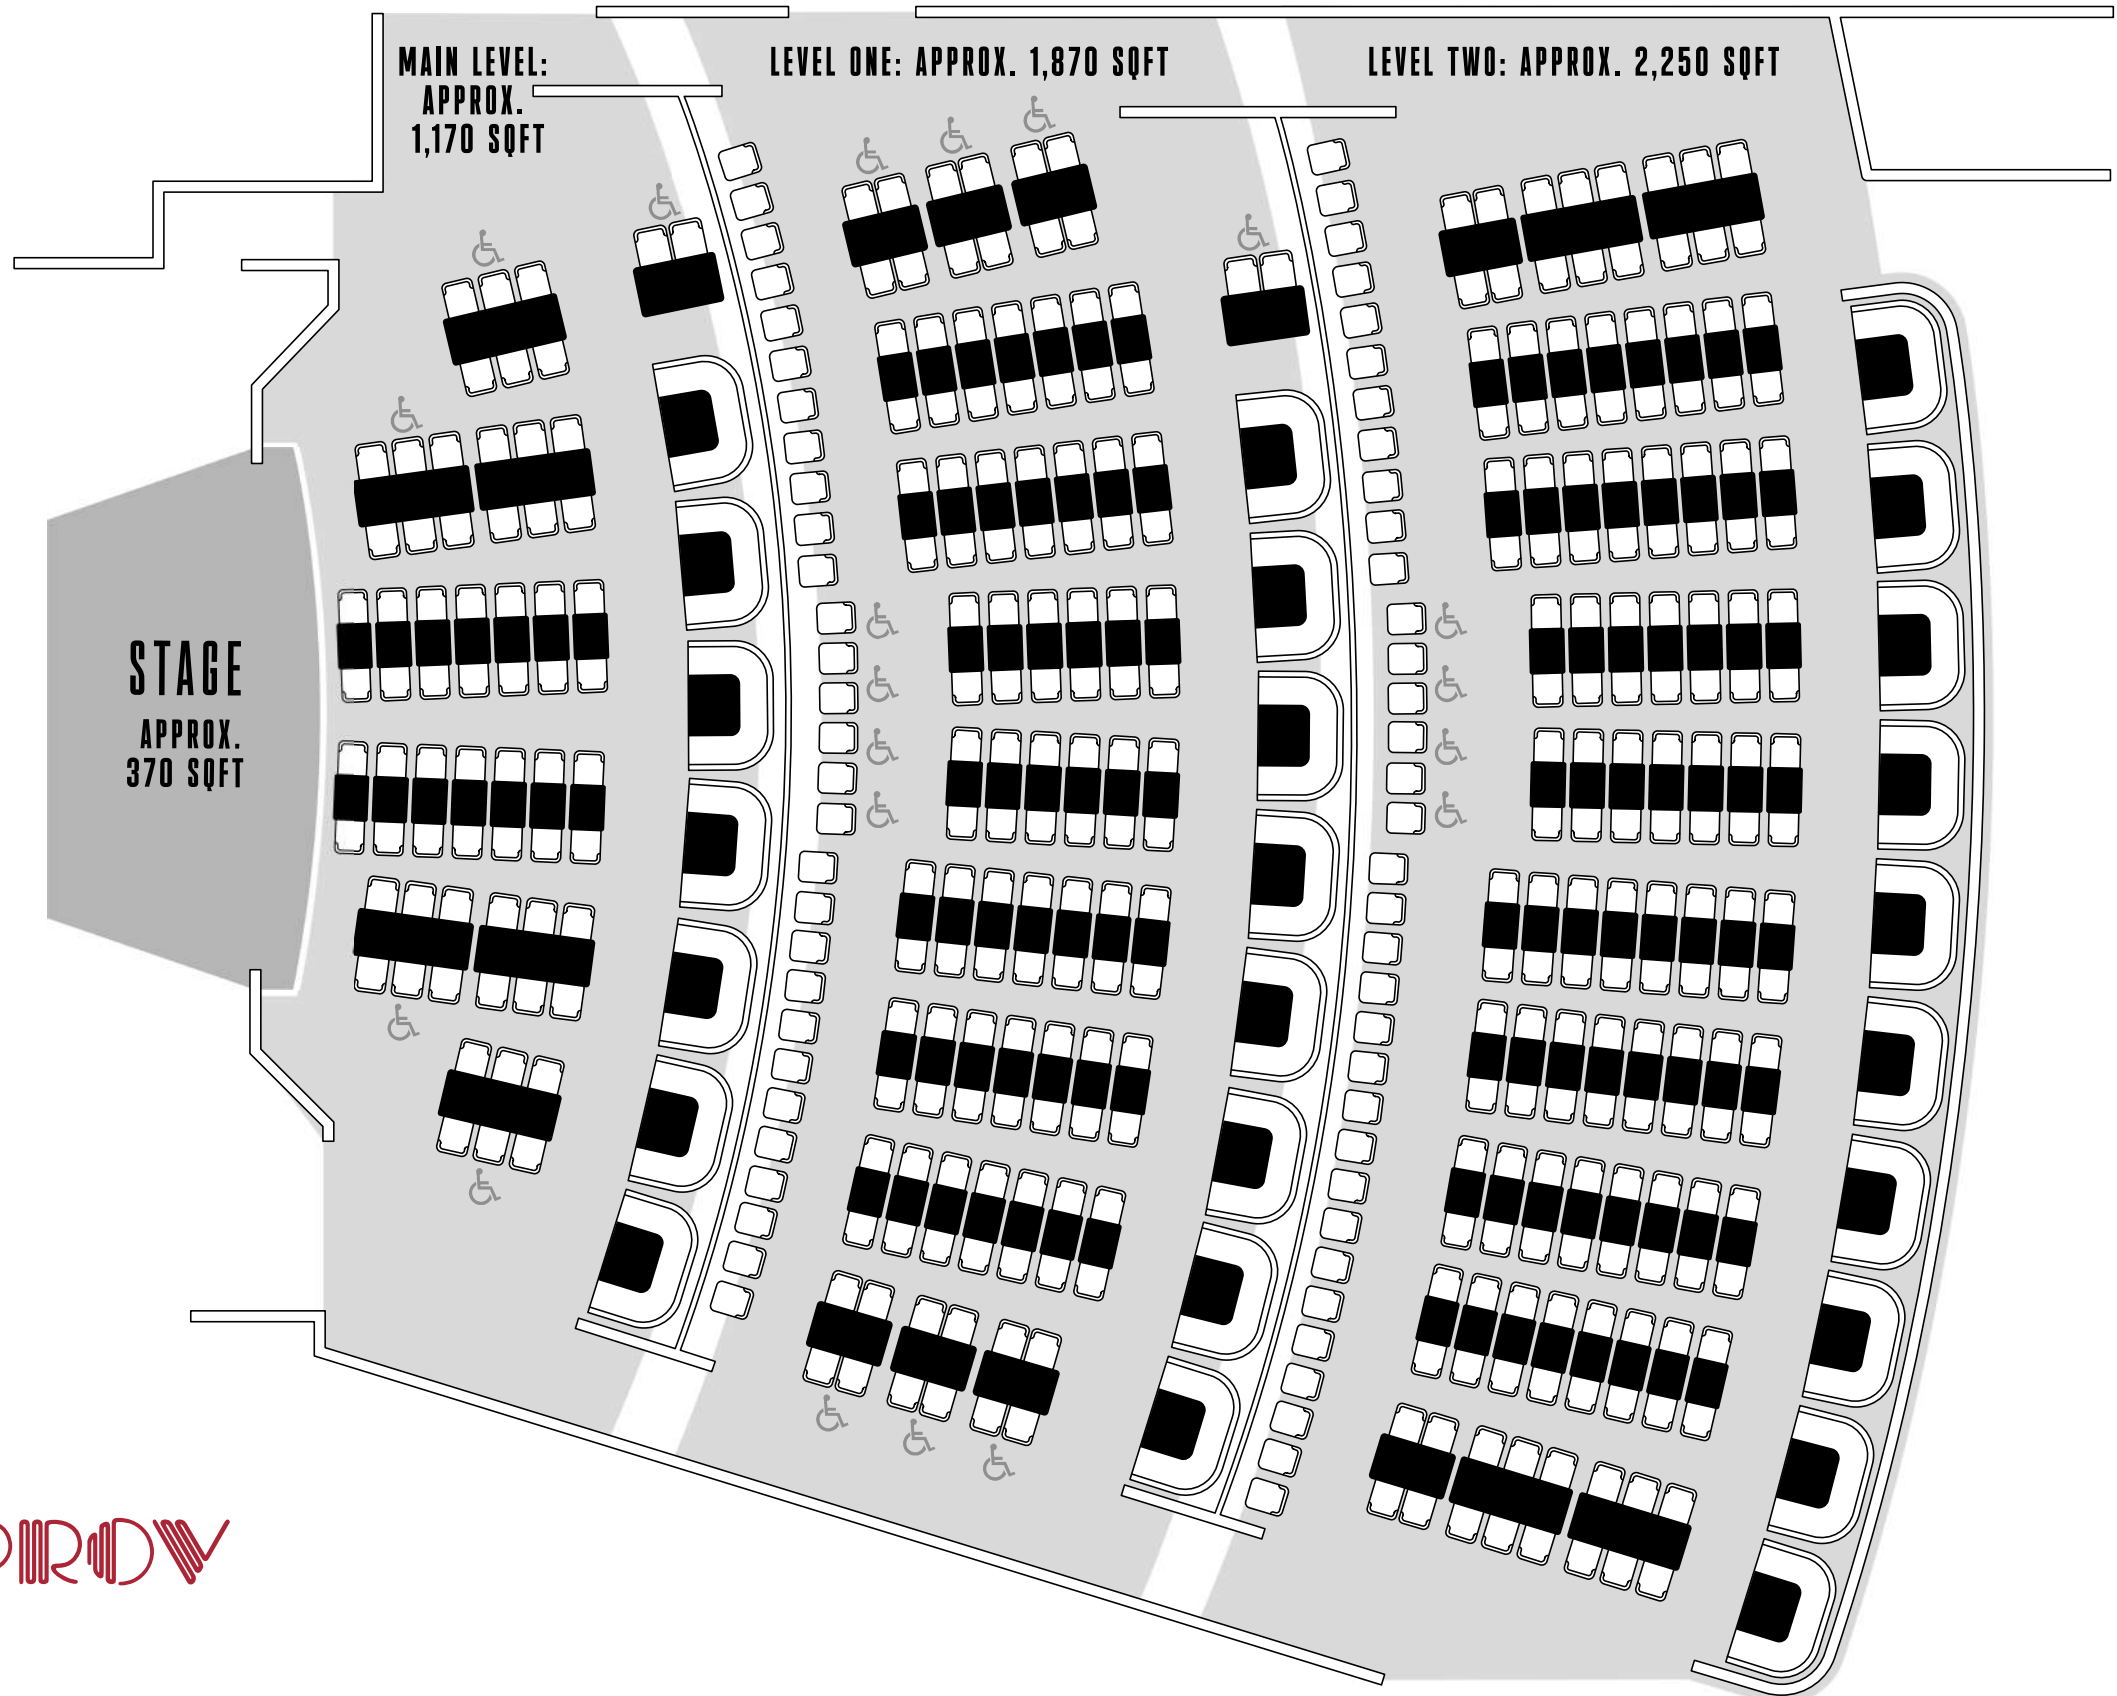 MAIN LEVEL:
APPROX.
1,170 SQFT
LEVEL ONE: APPROX. 1,870 SQFT
LEVEL TWO: APPROX. 2,250 SQFT
STAGE
APPROX.
370 SQFT